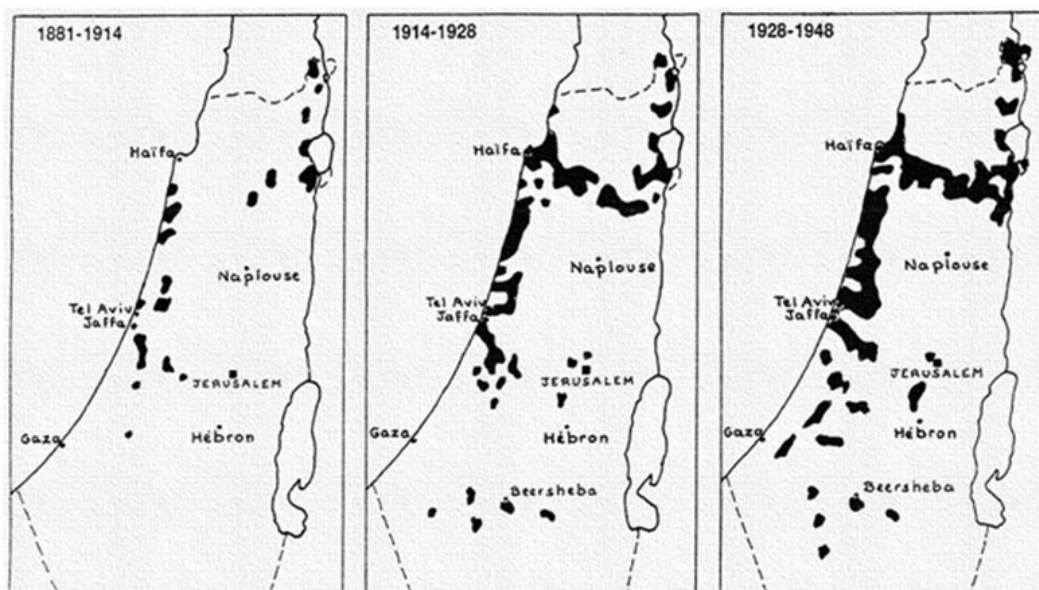 1881-1914
Haïfa
Naplouse
Tel Aviv
Jaffa
JERUSALEM
Gaza
Hébron
1914-1928
Haïfa
Naplouse
Tel Aviv
Jaffa
JERUSALEM
Gaza
Hébron
Beersheba
1928-1948
Haïfa
Naplouse
Tel Aviv
Jaffa
JERUSALEM
Gaza
Hébron
Beersheba